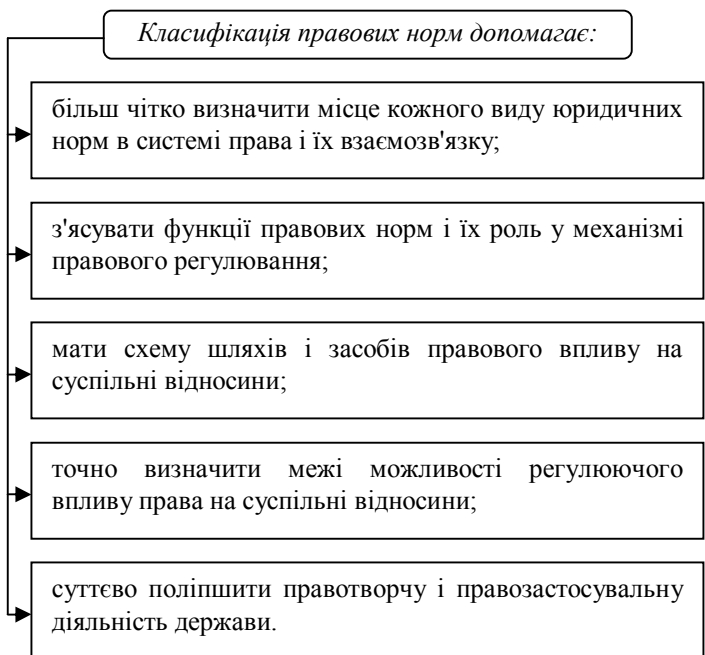 Класифікація правових норм допомагає:
більш чітко визначити місце кожного виду юридичних
норм в системі права і їх взаємозв'язку;
з'ясувати функції правових норм і їх роль у механізмі
правового регулювання;
мати схему шляхів і засобів правового впливу на
суспільні відносини;
точно визначити межі можливості регулюючого
впливу права на суспільні відносини;
суттєво поліпшити правотворчу і правозастосувальну
діяльність держави.